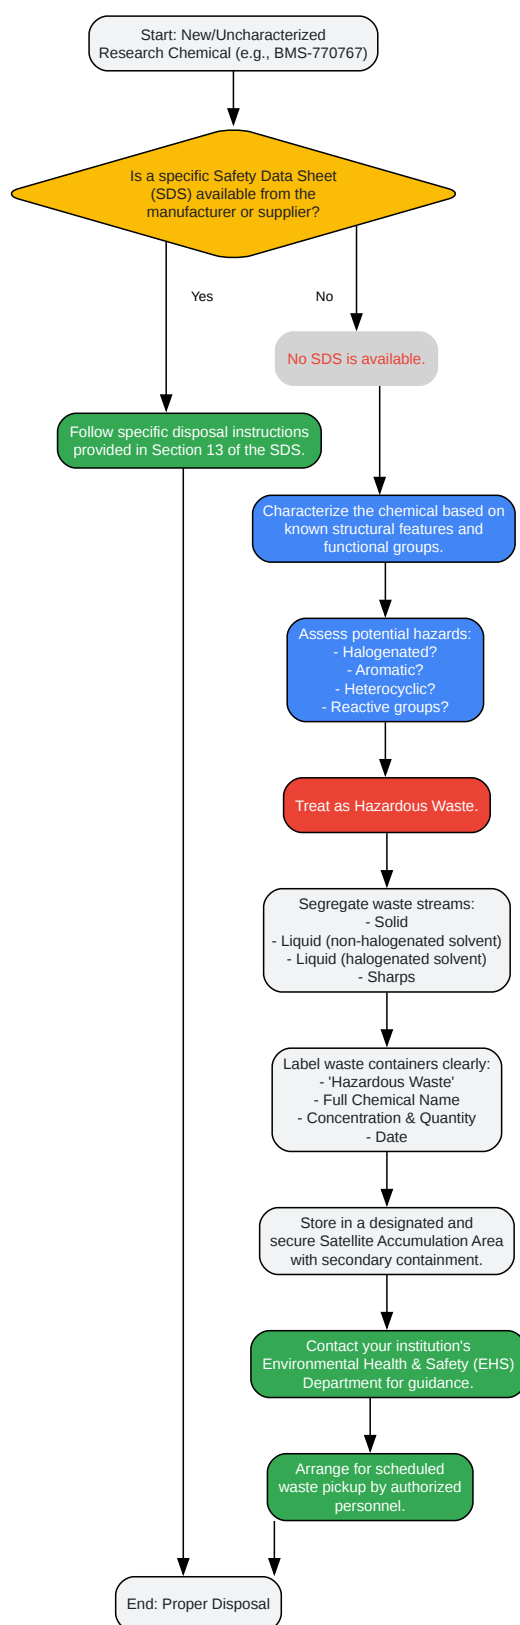 Start: New/Uncharacterized
Research Chemical (e.g., BMS-770767)
Is a specific Safety Data Sheet
(SDS) available from the
manufacturer or supplier?
Yes
No
No SDS is available.
Follow specific disposal instructions
provided in Section 13 of the SDS.
Characterize the chemical based on
known structural features and
functional groups.
Assess potential hazards:
- Halogenated?
- Aromatic?
- Heterocyclic?
- Reactive groups?
Treat as Hazardous Waste.
Segregate waste streams:
- Solid
- Liquid (non-halogenated solvent)
- Liquid (halogenated solvent)
- Sharps
Label waste containers clearly:
- 'Hazardous Waste'
- Full Chemical Name
- Concentration & Quantity
- Date
Store in a designated and
secure Satellite Accumulation Area
with secondary containment.
Contact your institution's
Environmental Health & Safety (EHS)
Department for guidance.
Arrange for scheduled
waste pickup by authorized
personnel.
End: Proper Disposal